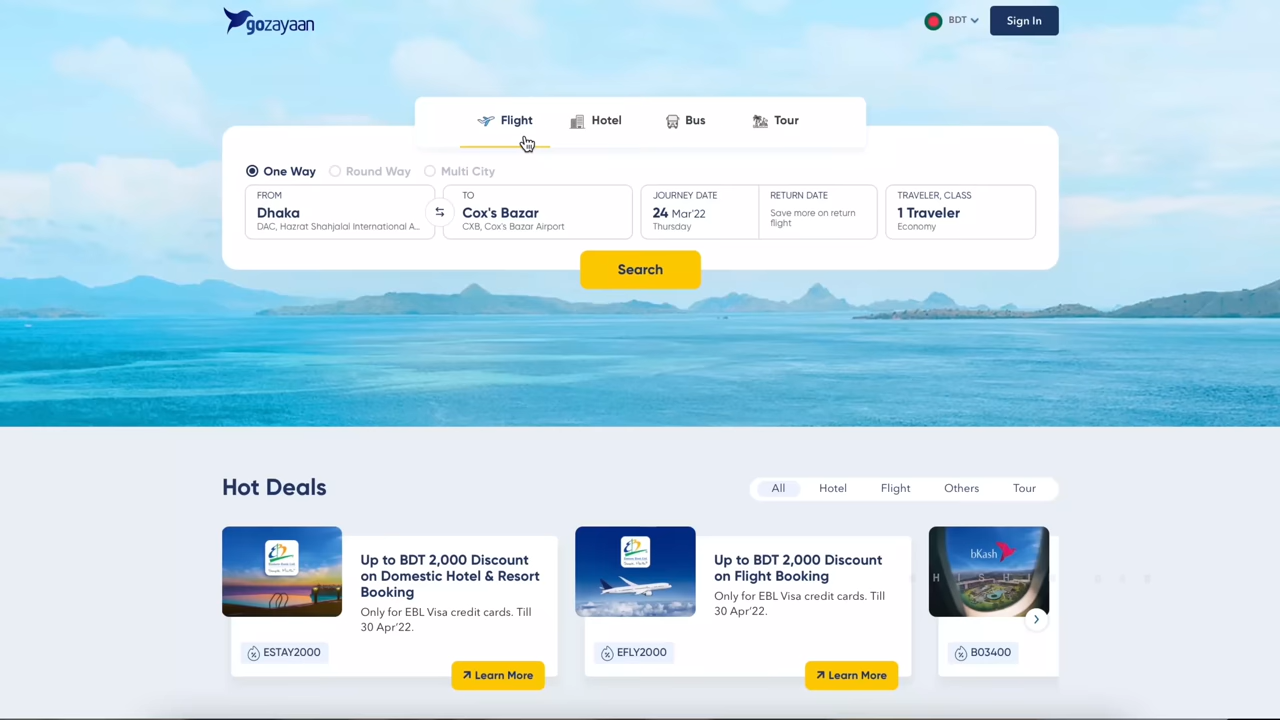 gozayaan
BDT
Sign In
Flight
Hotel
Bus
Tour
One Way
Round Way
Multi City
FROM
Dhaka
DAC, Hazrat Shahjalal International A...
TO
Cox's Bazar
CXB, Cox's Bazar Airport
JOURNEY DATE
24 Mar'22
Thursday
RETURN DATE
Save more on return
flight
TRAVELER, CLASS
1 Traveler
Economy
Search
Hot Deals
All
Hotel
Flight
Others
Tour
Up to BDT 2,000 Discount
on Domestic Hotel & Resort
Booking
Only for EBL Visa credit cards. Till
30 Apr'22.
ESTAY2000
Learn More
Up to BDT 2,000 Discount
on Flight Booking
Only for EBL Visa credit cards. Till
30 Apr'22.
EFLY2000
Learn More
bKash
B03400